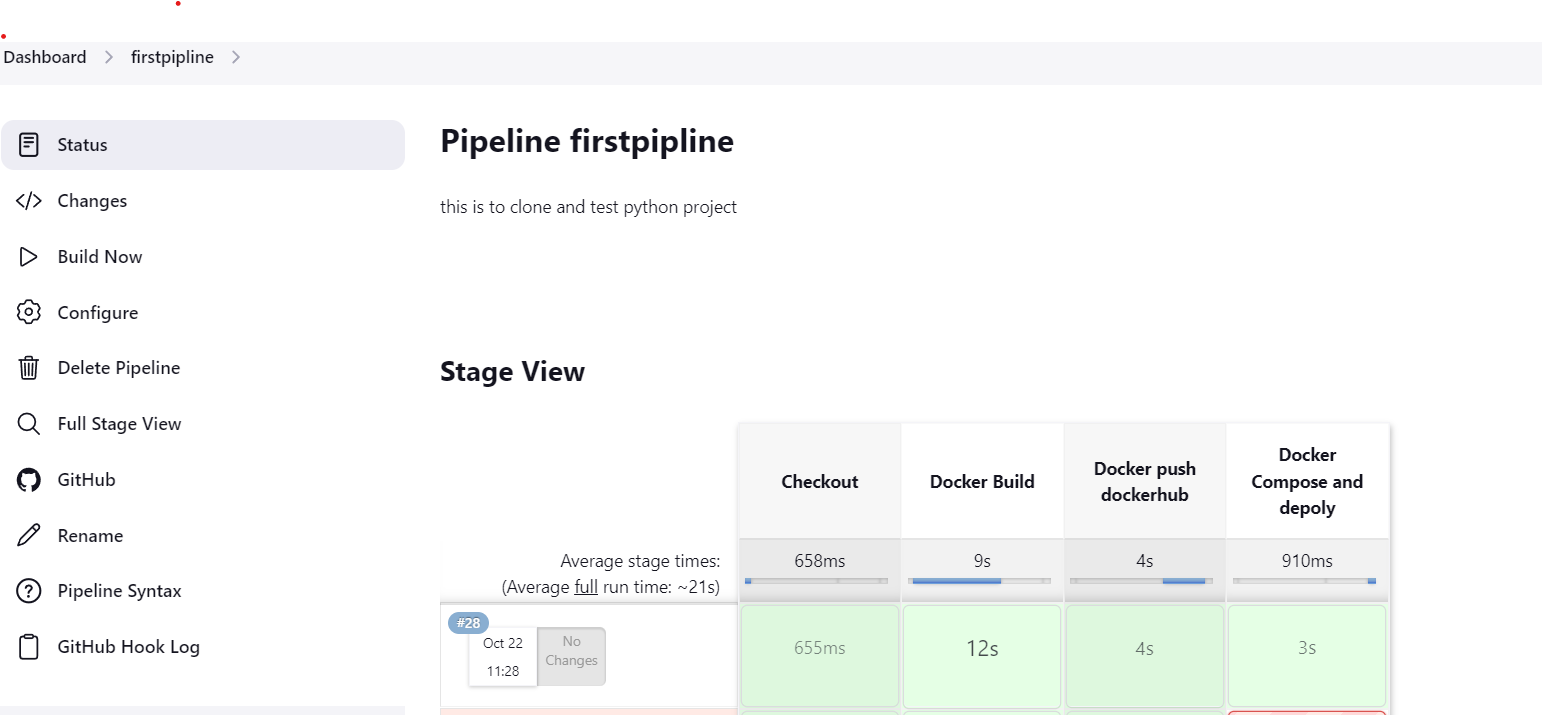 Dashboard > firstpipline >
Status
Changes
Build Now
Configure
Delete Pipeline
Full Stage View
GitHub
Rename
Pipeline Syntax
GitHub Hook Log
Pipeline firstpipline
this is to clone and test python project
Stage View
Checkout
Docker Build
Docker push
dockerhub
Docker
Compose and
depoly
Average stage times:
(Average full run time: ~21s)
658ms
9s
4s
910ms
#28
Oct 22
11:28
No
Changes
655ms
12s
4s
3s